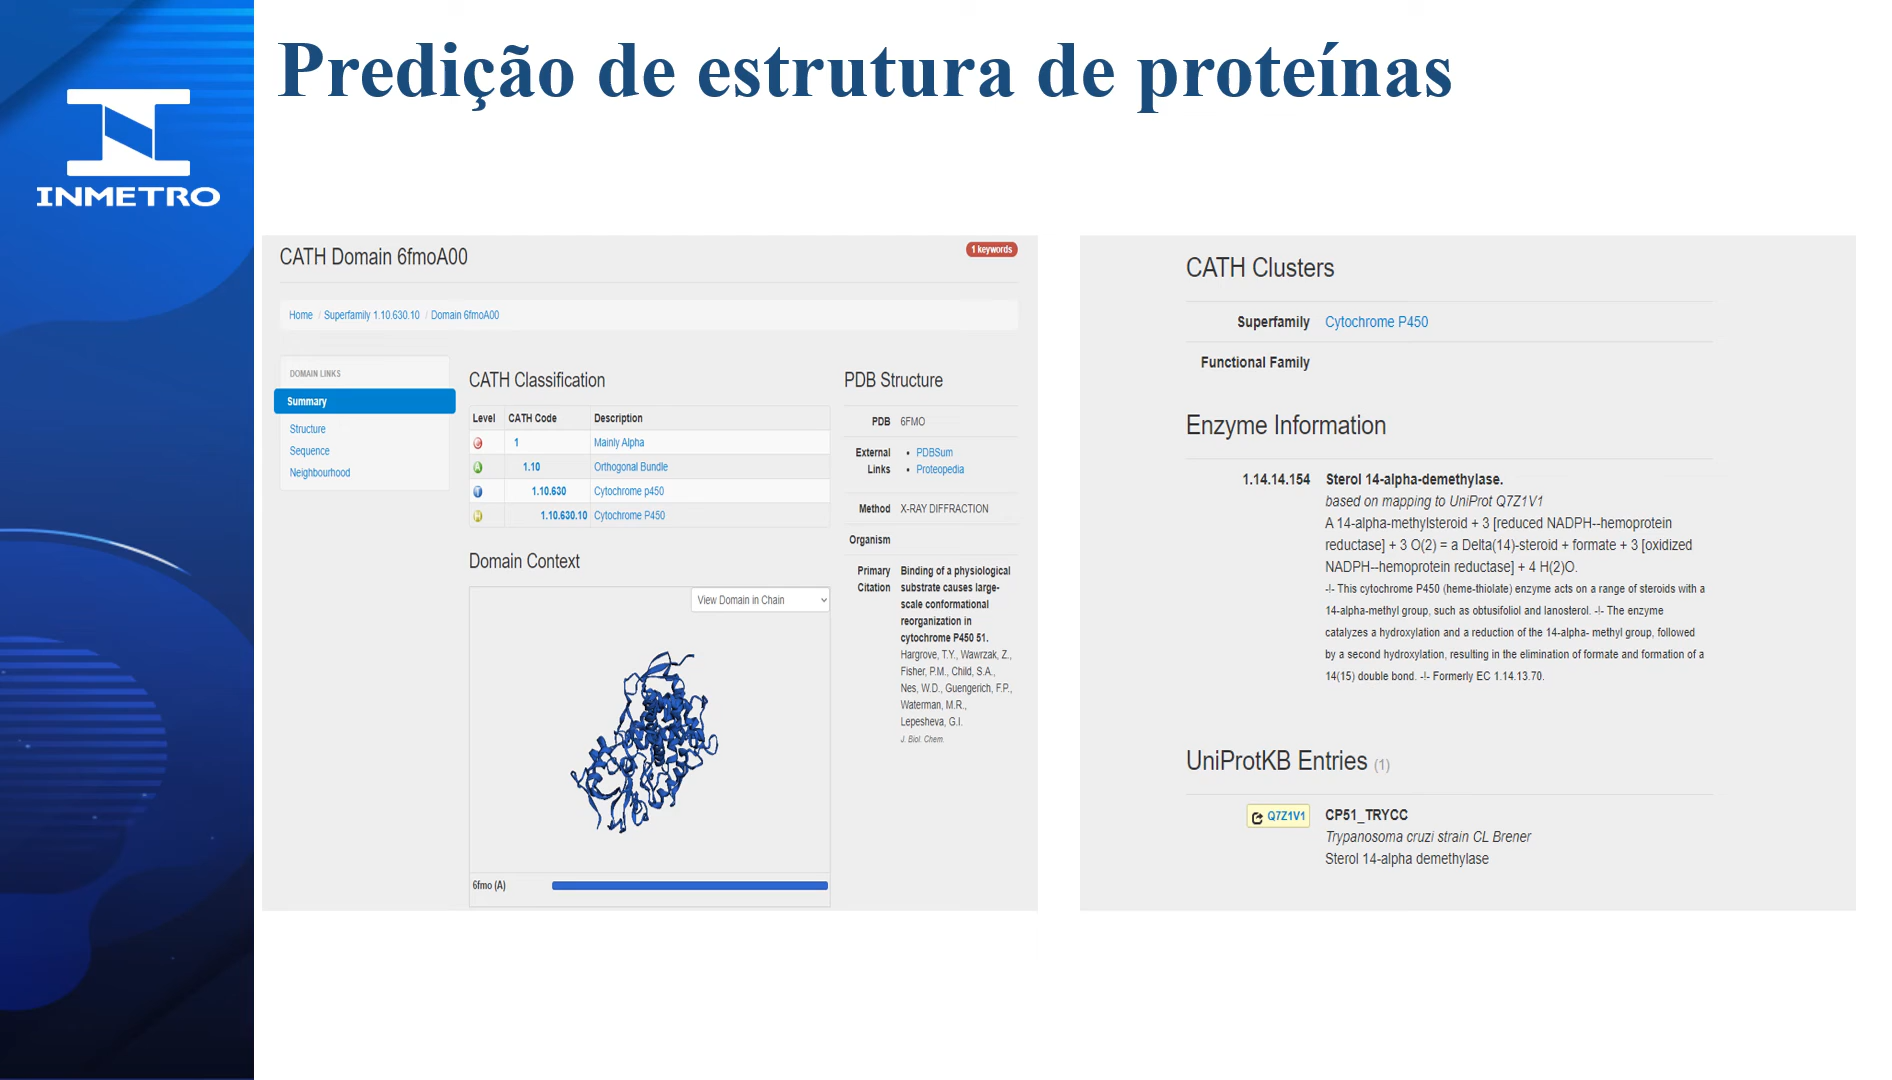 Predição de estrutura de proteínas
INMETRO
CATH Domain 6fmoA00
1 keywords
Home / Superfamily 1.10.630.10 / Domain 6fmoA00
DOMAIN LINKS
Summary
Structure
Sequence
Neighbourhood
CATH Classification
Level CATH Code Description
C 1 Mainly Alpha
A 1.10 Orthogonal Bundle
T 1.10.630 Cytochrome p450
H 1.10.630.10 Cytochrome P450
Domain Context
View Domain in Chain
6fmo (A)
PDB Structure
PDB 6FMO
External Links
• PDBSum
• Proteopedia
Method X-RAY DIFFRACTION
Organism
Primary Citation
Binding of a physiological
substrate causes large-
scale conformational
reorganization in
cytochrome P450 51.
Hargrove, T.Y., Wawrzak, Z.,
Fisher, P.M., Child, S.A.,
Nes, W.D., Guengerich, F.P.,
Waterman, M.R.,
Lepesheva, G.I.
J. Biol. Chem.
CATH Clusters
Superfamily Cytochrome P450
Functional Family
Enzyme Information
1.14.14.154 Sterol 14-alpha-demethylase.
based on mapping to UniProt Q7Z1V1
A 14-alpha-methylsteroid + 3 [reduced NADPH--hemoprotein
reductase] + 3 O(2) = a Delta(14)-steroid + formate + 3 [oxidized
NADPH--hemoprotein reductase] + 4 H(2)O.
-!- This cytochrome P450 (heme-thiolate) enzyme acts on a range of steroids with a
14-alpha-methyl group, such as obtusifoliol and lanosterol. -!- The enzyme
catalyzes a hydroxylation and a reduction of the 14-alpha- methyl group, followed
by a second hydroxylation, resulting in the elimination of formate and formation of a
14(15) double bond. -!- Formerly EC 1.14.13.70.
UniProtKB Entries (1)
Q7Z1V1 CP51_TRYCC
Trypanosoma cruzi strain CL Brener
Sterol 14-alpha demethylase